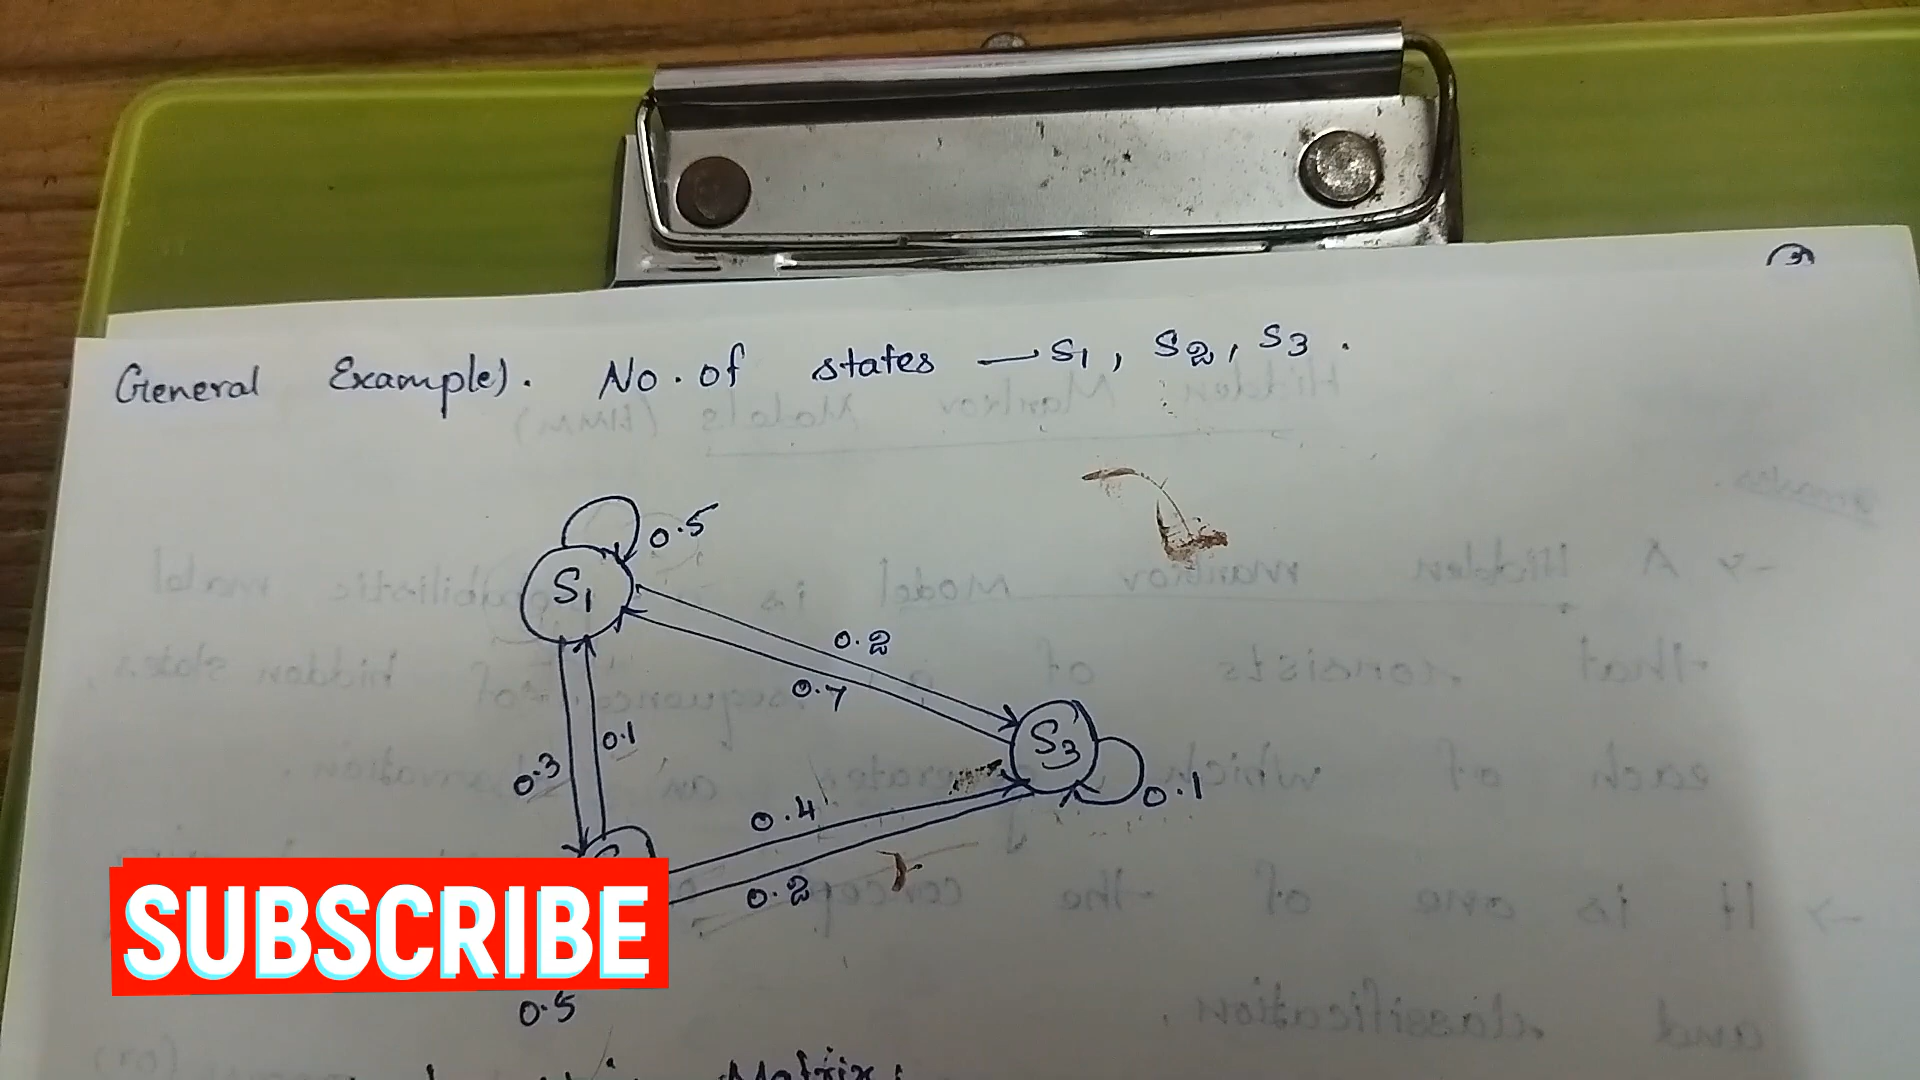 General Example). No. of states — S1, S2, S3.
0.5
S1
0.2
0.7
S3
0.1
0.3
0.1
0.4
0.2
SUBSCRIBE
0.5
Matrix: